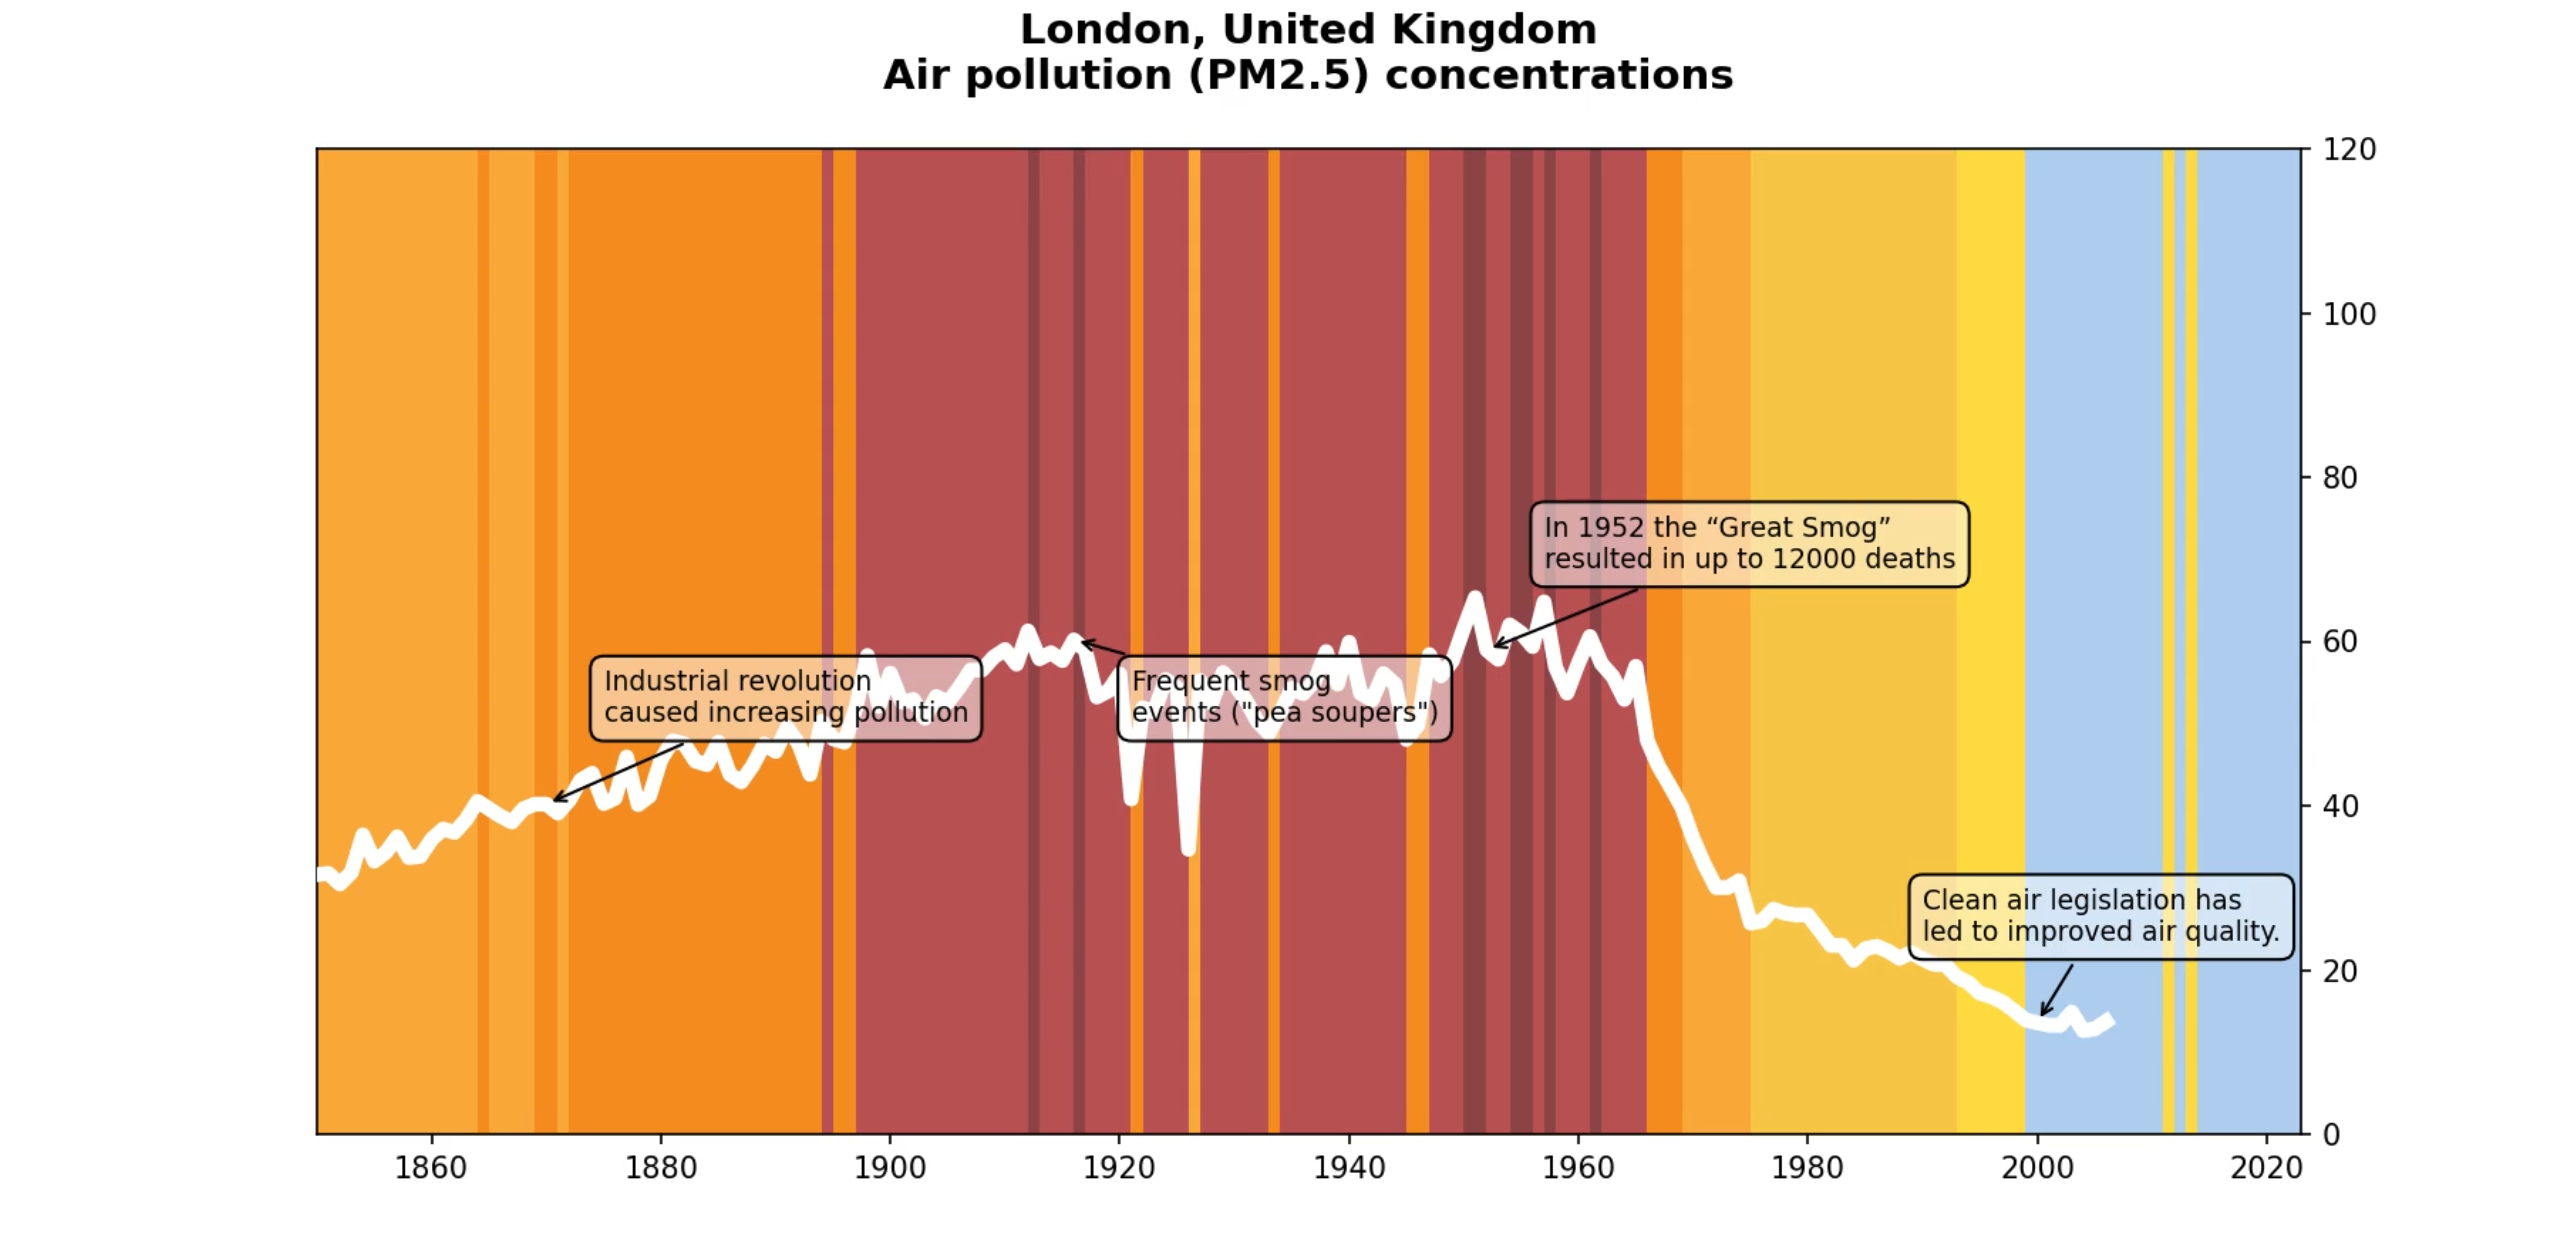 London, United Kingdom
Air pollution (PM2.5) concentrations
120
100
80
60
40
20
0
In 1952 the “Great Smog”
resulted in up to 12000 deaths
Industrial revolution
caused increasing pollution
Frequent smog
events ("pea soupers")
Clean air legislation has
led to improved air quality.
1860 1880 1900 1920 1940 1960 1980 2000 2020